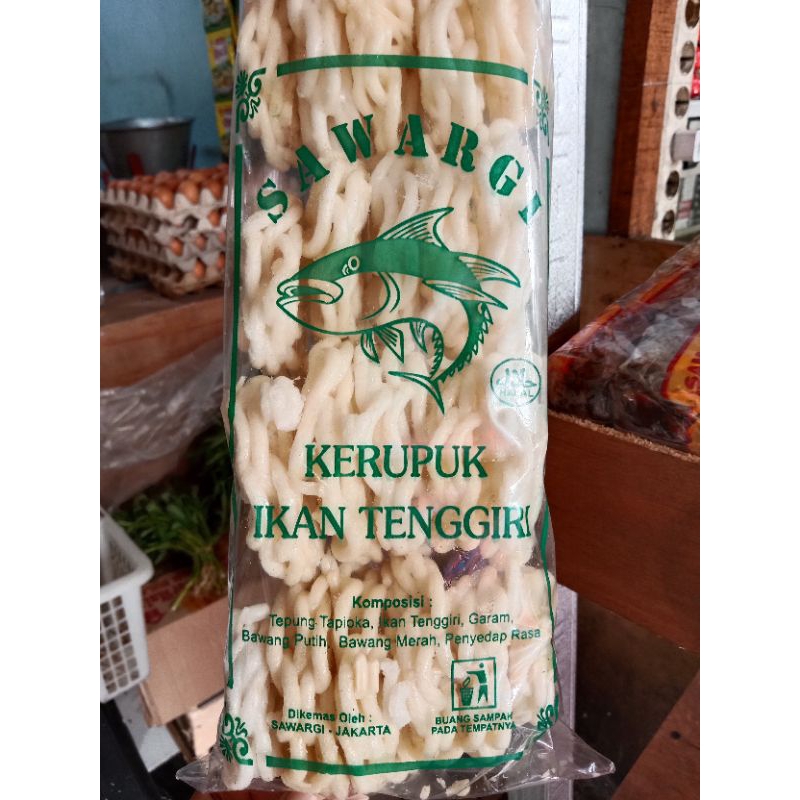 SAWARGI
حلال
HALAL
KERUPUK
IKAN TENGGIRI
Komposisi :
Tepung Tapioka, Ikan Tenggiri, Garam,
Bawang Putih, Bawang Merah, Penyedap Rasa
Dikemas Oleh :
SAWARGI - JAKARTA
BUANG SAMPAH
PADA TEMPATNYA